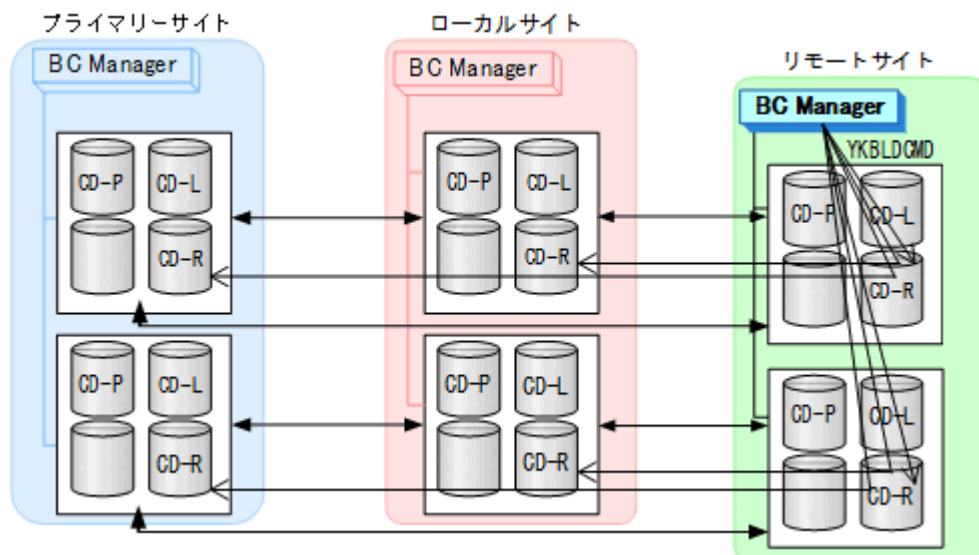 プライマリーサイト
ローカルサイト
リモートサイト
BC Manager
BC Manager
BC Manager
YKBLDCMD
CD-P
CD-L
CD-R
CD-P
CD-L
CD-R
CD-P
CD-L
CD-R
CD-P
CD-L
CD-R
CD-P
CD-L
CD-R
CD-P
CD-L
CD-R